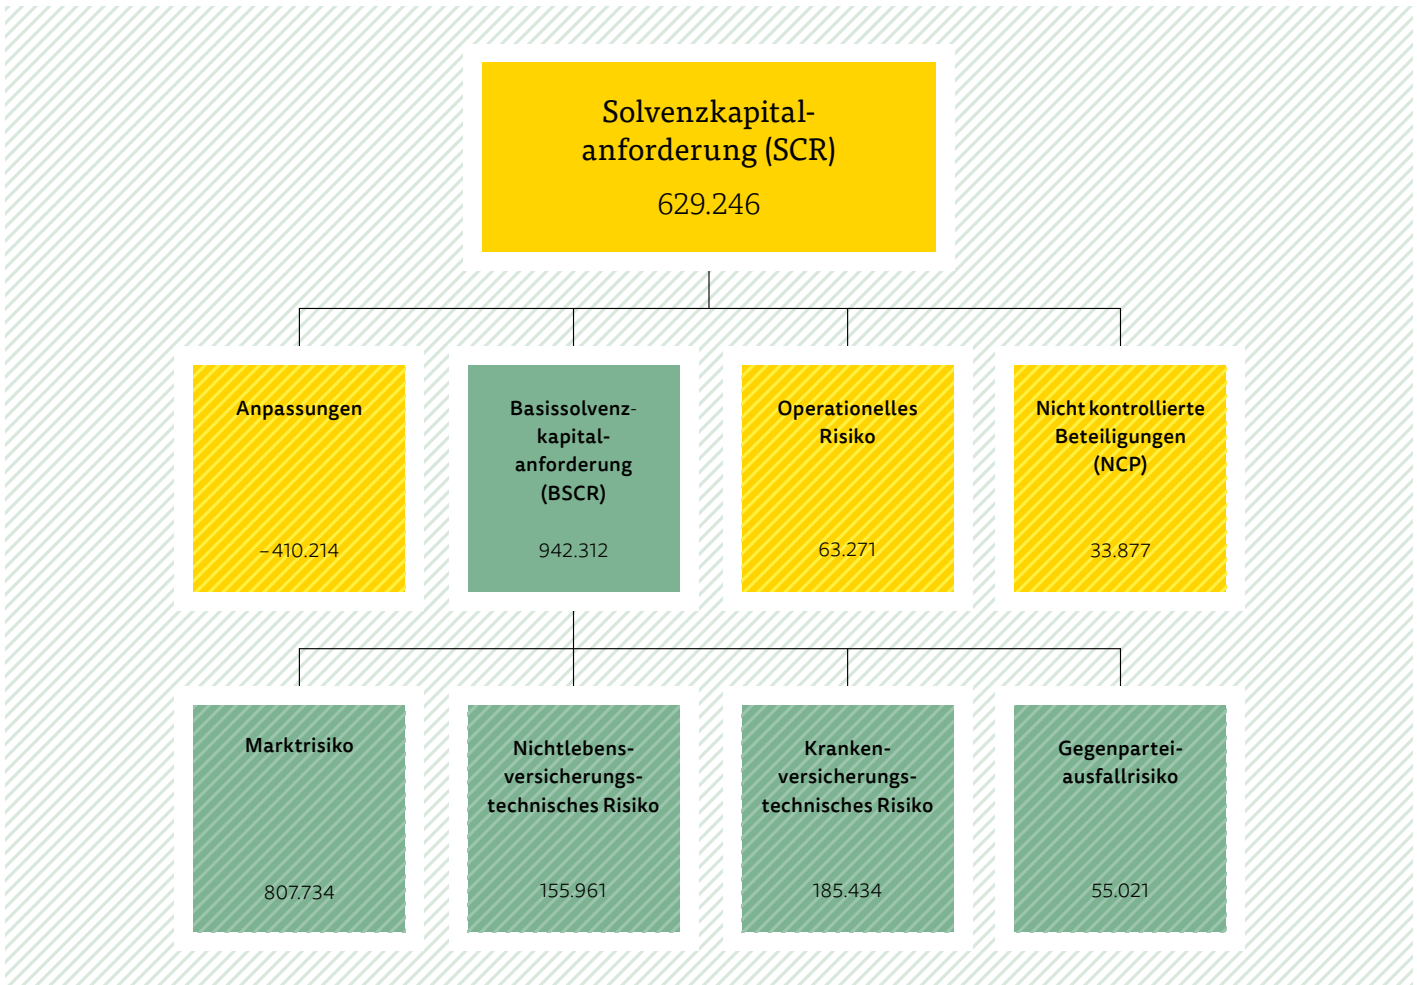 Solvenzkapital-
anforderung (SCR)
629.246
Anpassungen
–410.214
Basissolvenz-
kapital-
anforderung
(BSCR)
942.312
Operationelles
Risiko
63.271
Nicht kontrollierte
Beteiligungen
(NCP)
33.877
Marktrisiko
807.734
Nichtlebens-
versicherungs-
technisches Risiko
155.961
Kranken-
versicherungs-
technisches Risiko
185.434
Gegenpartei-
ausfallrisiko
55.021